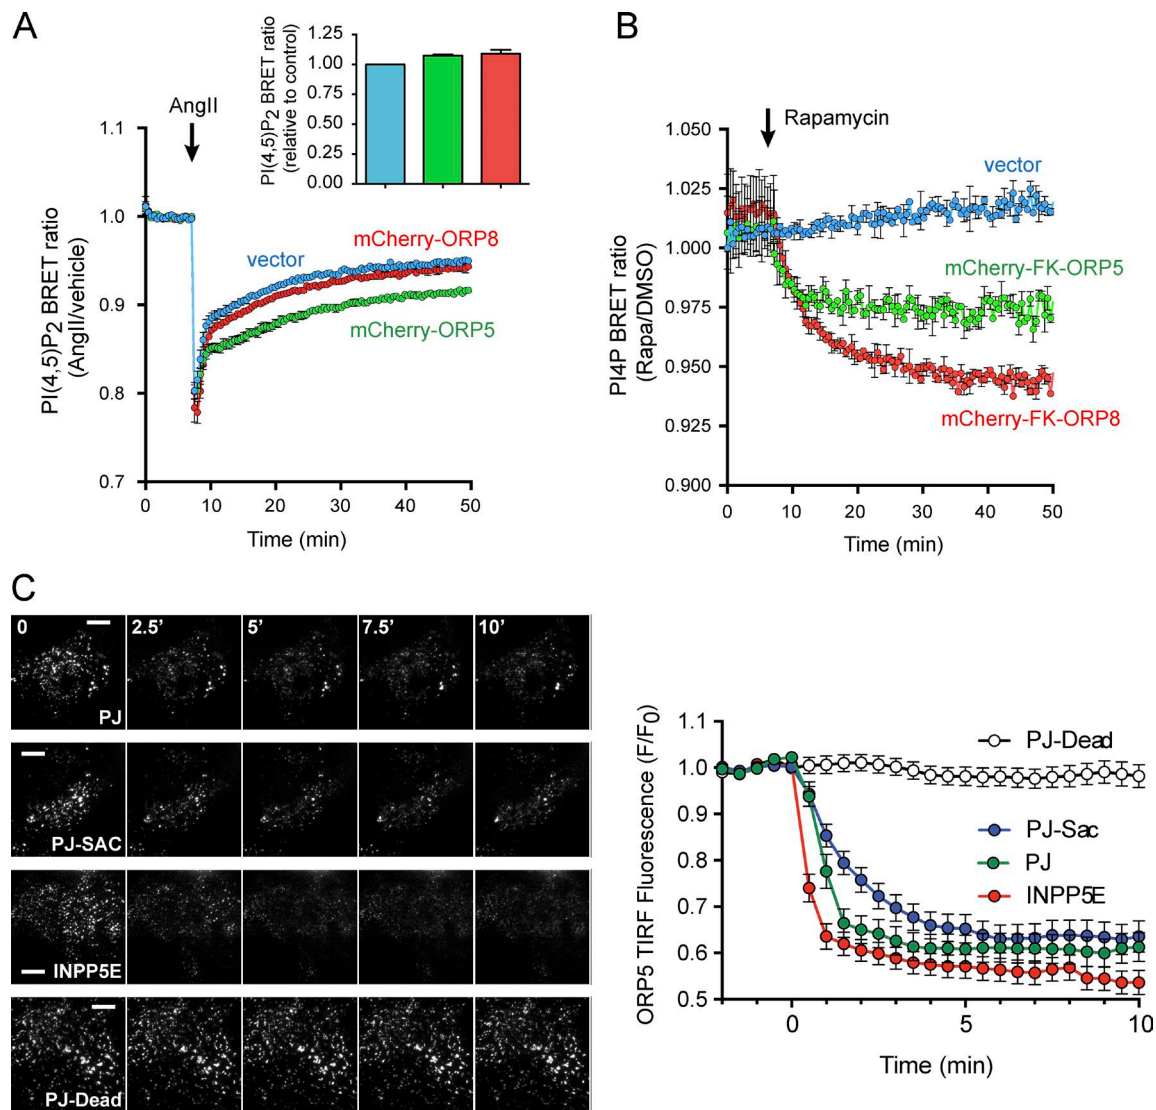 A
PI(4,5)P2 BRET ratio
(relative to control)
1.25
1.00
0.75
0.50
0.25
0.00
AngII
PI(4,5)P2 BRET ratio
(AngII/vehicle)
1.1
1.0
0.9
0.8
0.7
vector
mCherry-ORP8
mCherry-ORP5
0 10 20 30 40 50
Time (min)
B
Rapamycin
PI4P BRET ratio
(Rapa/DMSO)
1.050
1.025
1.000
0.975
0.950
0.925
0.900
vector
mCherry-FK-ORP5
mCherry-FK-ORP8
0 10 20 30 40 50
Time (min)
C
0 2.5’ 5’ 7.5’ 10’
PJ
PJ-SAC
INPP5E
PJ-Dead
ORP5 TIRF Fluorescence (F/F0)
1.1
1.0
0.9
0.8
0.7
0.6
0.5
PJ-Dead
PJ-Sac
PJ
INPP5E
0 5 10
Time (min)